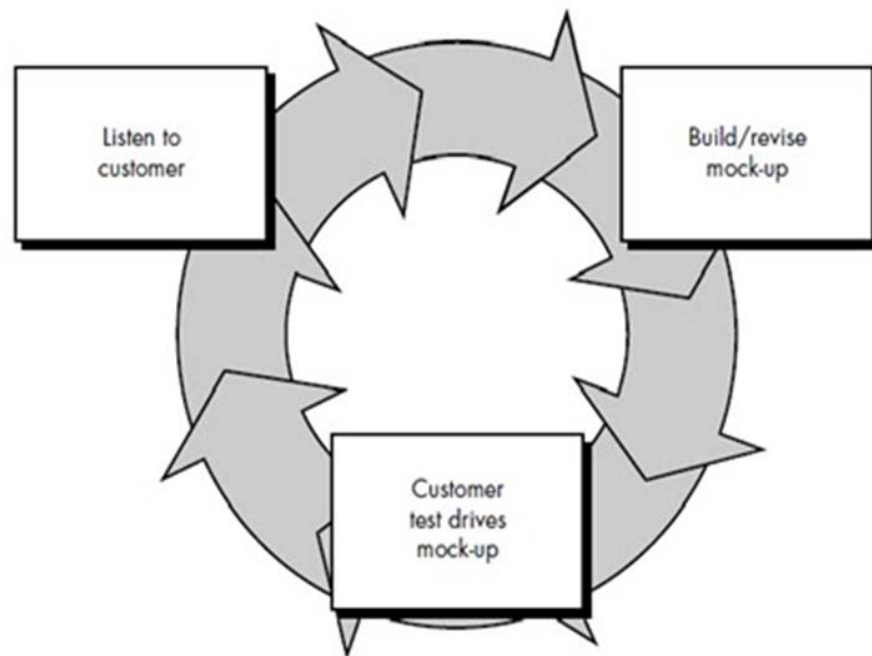 Listen to
customer
Build/revise
mock-up
Customer
test drives
mock-up